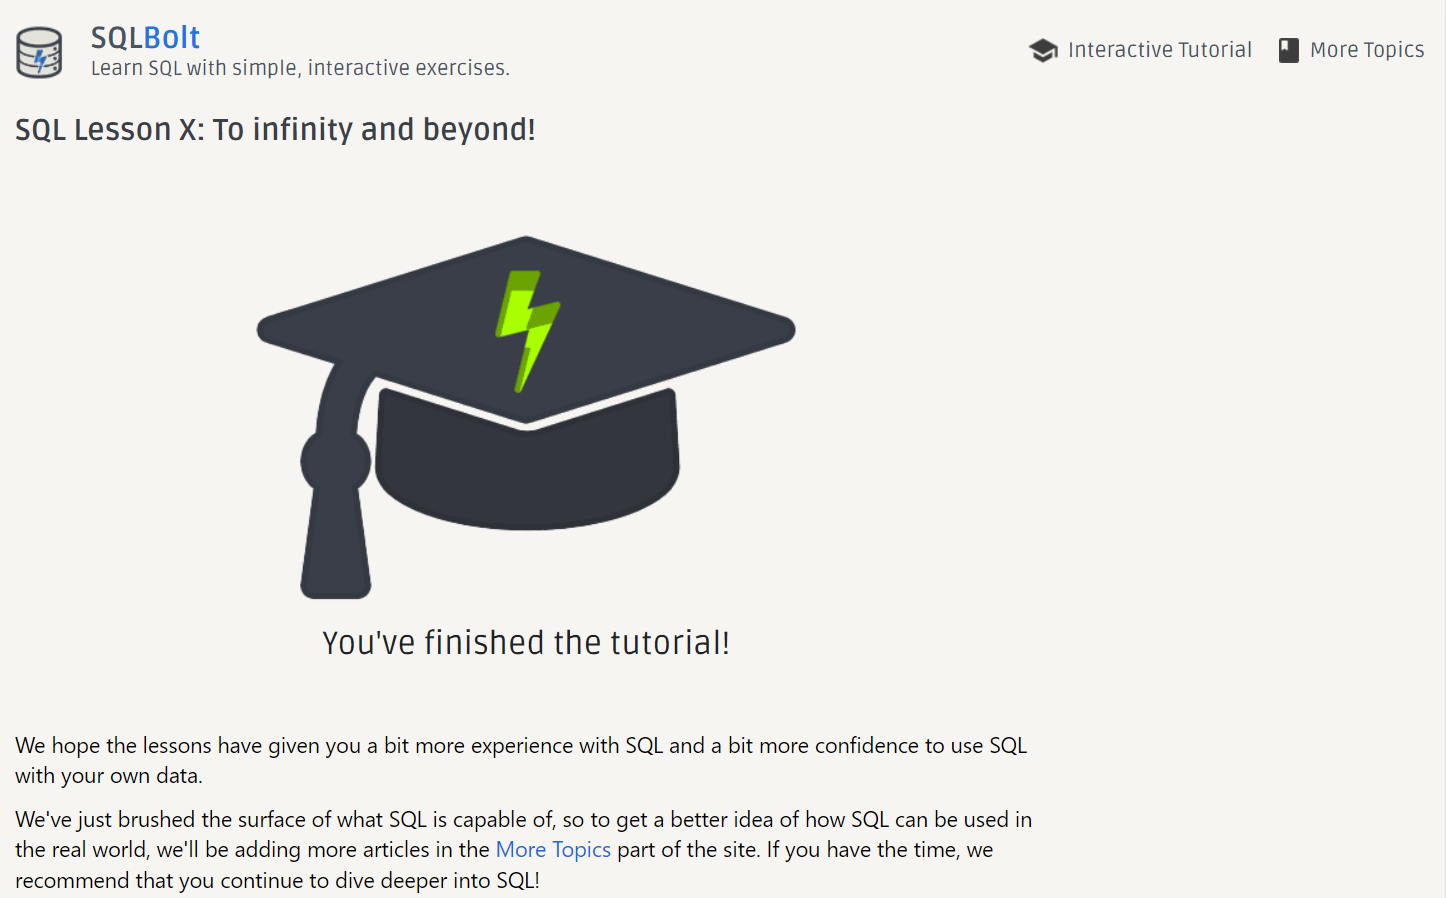 SQLBolt
Learn SQL with simple, interactive exercises.
Interactive Tutorial
More Topics
SQL Lesson X: To infinity and beyond!
You've finished the tutorial!
We hope the lessons have given you a bit more experience with SQL and a bit more confidence to use SQL
with your own data.
We've just brushed the surface of what SQL is capable of, so to get a better idea of how SQL can be used in
the real world, we'll be adding more articles in the More Topics part of the site. If you have the time, we
recommend that you continue to dive deeper into SQL!